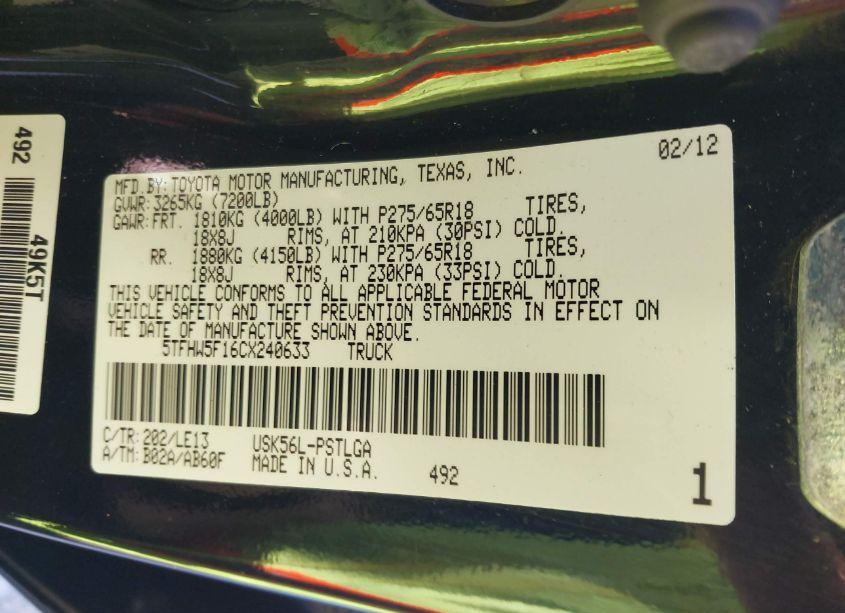 492
49K5T
02/12
MFD.BY:TOYOTA MOTOR MANUFACTURING, TEXAS, INC.
GVWR:3265KG (7200LB)
GAWR:FRT. 1810KG (4000LB) WITH P275/65R18 TIRES,
18X8J RIMS, AT 210KPA (30PSI) COLD.
RR. 1880KG (4150LB) WITH P275/65R18 TIRES,
18X8J RIMS, AT 230KPA (33PSI) COLD.
THIS VEHICLE CONFORMS TO ALL APPLICABLE FEDERAL MOTOR
VEHICLE SAFETY AND THEFT PREVENTION STANDARDS IN EFFECT ON
THE DATE OF MANUFACTURE SHOWN ABOVE.
5TFHW5F16CX240633 TRUCK
C/TR:202/LE13 USK56L-PSTLGA
A/TM:B02A/AB60F MADE IN U.S.A. 492
1